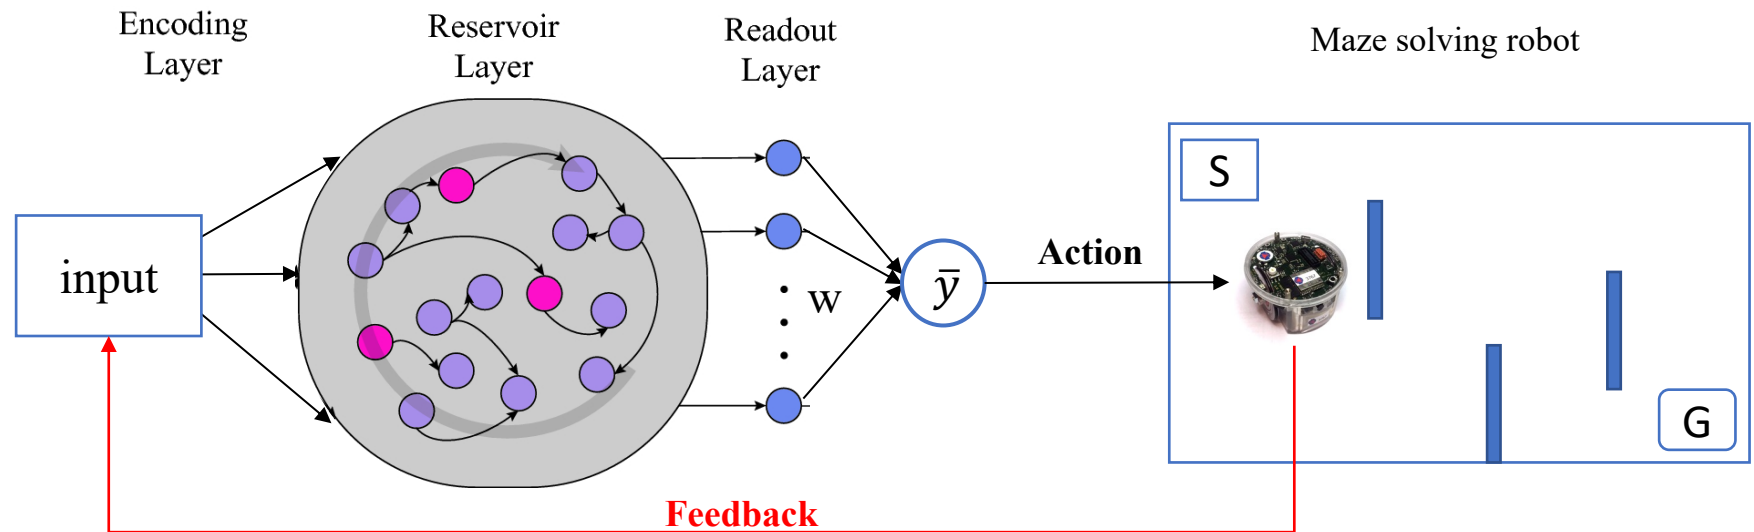 Encoding
Layer
Reservoir
Layer
Readout
Layer
Maze solving robot
input
w
ȳ
Action
S
G
Feedback